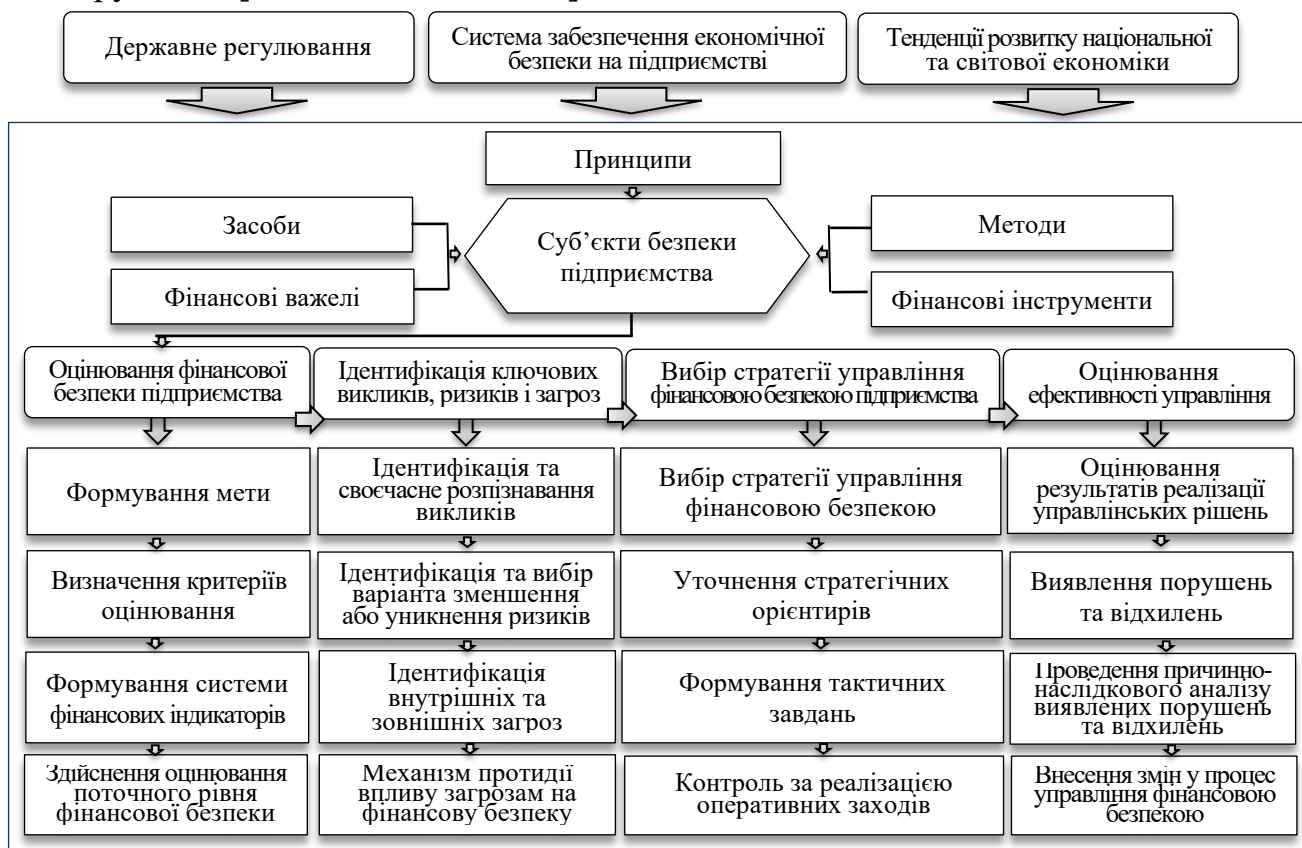 Державне регулювання
Система забезпечення економічної
безпеки на підприємстві
Тенденції розвитку національної
та світової економіки
Принципи
Засоби
Фінансові важелі
Суб’єкти безпеки
підприємства
Методи
Фінансові інструменти
Оцінювання фінансової
безпеки підприємства
Ідентифікація ключових
викликів, ризиків і загроз
Вибір стратегії управління
фінансовою безпекою підприємства
Оцінювання
ефективності управління
Формування мети
Ідентифікація та
своєчасне розпізнавання
викликів
Вибір стратегії управління
фінансовою безпекою
Оцінювання
результатів реалізації
управлінських рішень
Визначення критеріїв
оцінювання
Ідентифікація та вибір
варіанта зменшення
або уникнення ризиків
Уточнення стратегічних
орієнтирів
Виявлення порушень
та відхилень
Формування системи
фінансових індикаторів
Ідентифікація
внутрішніх та
зовнішніх загроз
Формування тактичних
завдань
Проведення причинно-
наслідкового аналізу
виявлених порушень
та відхилень
Здійснення оцінювання
поточного рівня
фінансової безпеки
Механізм протидії
впливу загрозам на
фінансову безпеку
Контроль за реалізацією
оперативних заходів
Внесення змін у процес
управління фінансовою
безпекою